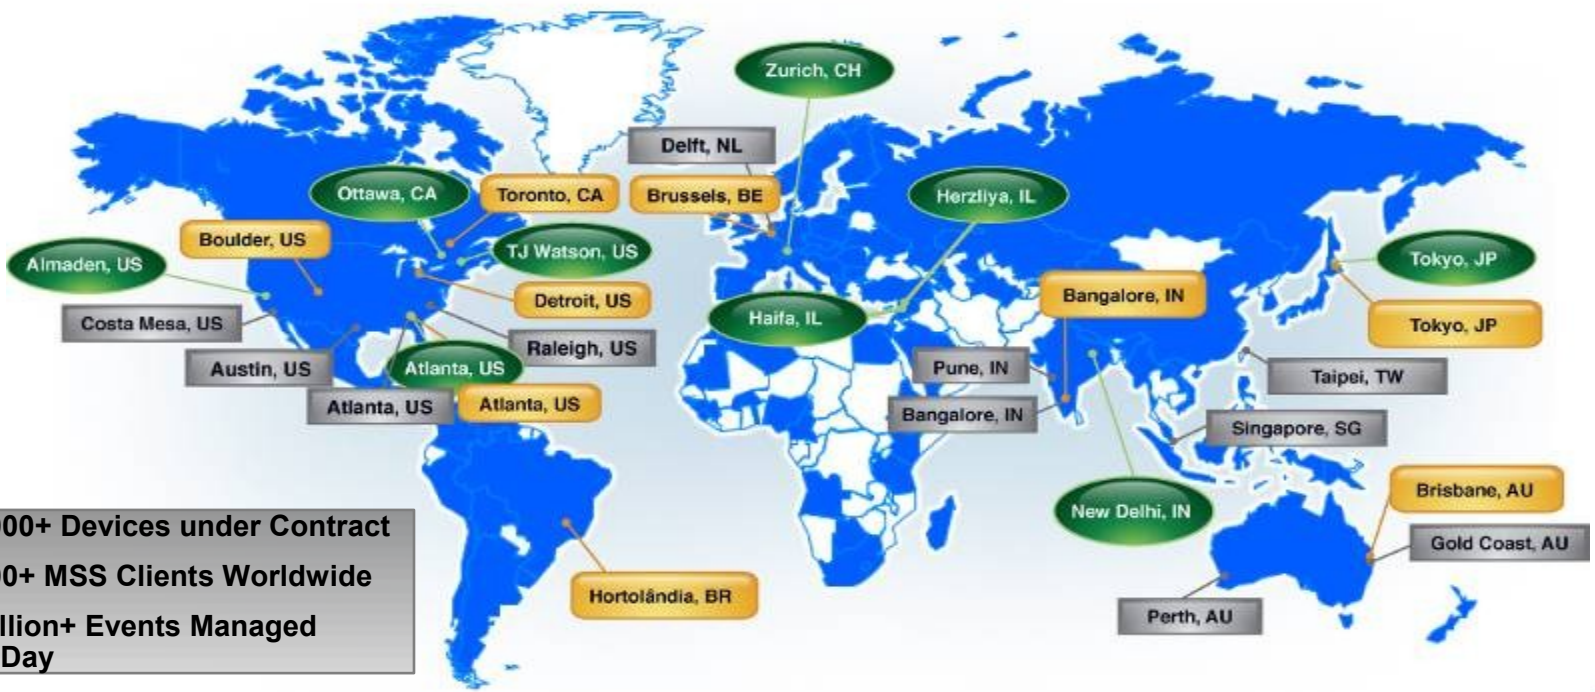 Zurich, CH
Delft, NL
Ottawa, CA
Toronto, CA
Brussels, BE
Herzliya, IL
Boulder, US
TJ Watson, US
Almaden, US
Tokyo, JP
Detroit, US
Bangalore, IN
Costa Mesa, US
Haifa, IL
Tokyo, JP
Raleigh, US
Austin, US
Atlanta, US
Pune, IN
Taipei, TW
Atlanta, US
Atlanta, US
Bangalore, IN
Singapore, SG
Brisbane, AU
New Delhi, IN
Gold Coast, AU
Hortolândia, BR
Perth, AU
000+ Devices under Contract
00+ MSS Clients Worldwide
llion+ Events Managed
Day